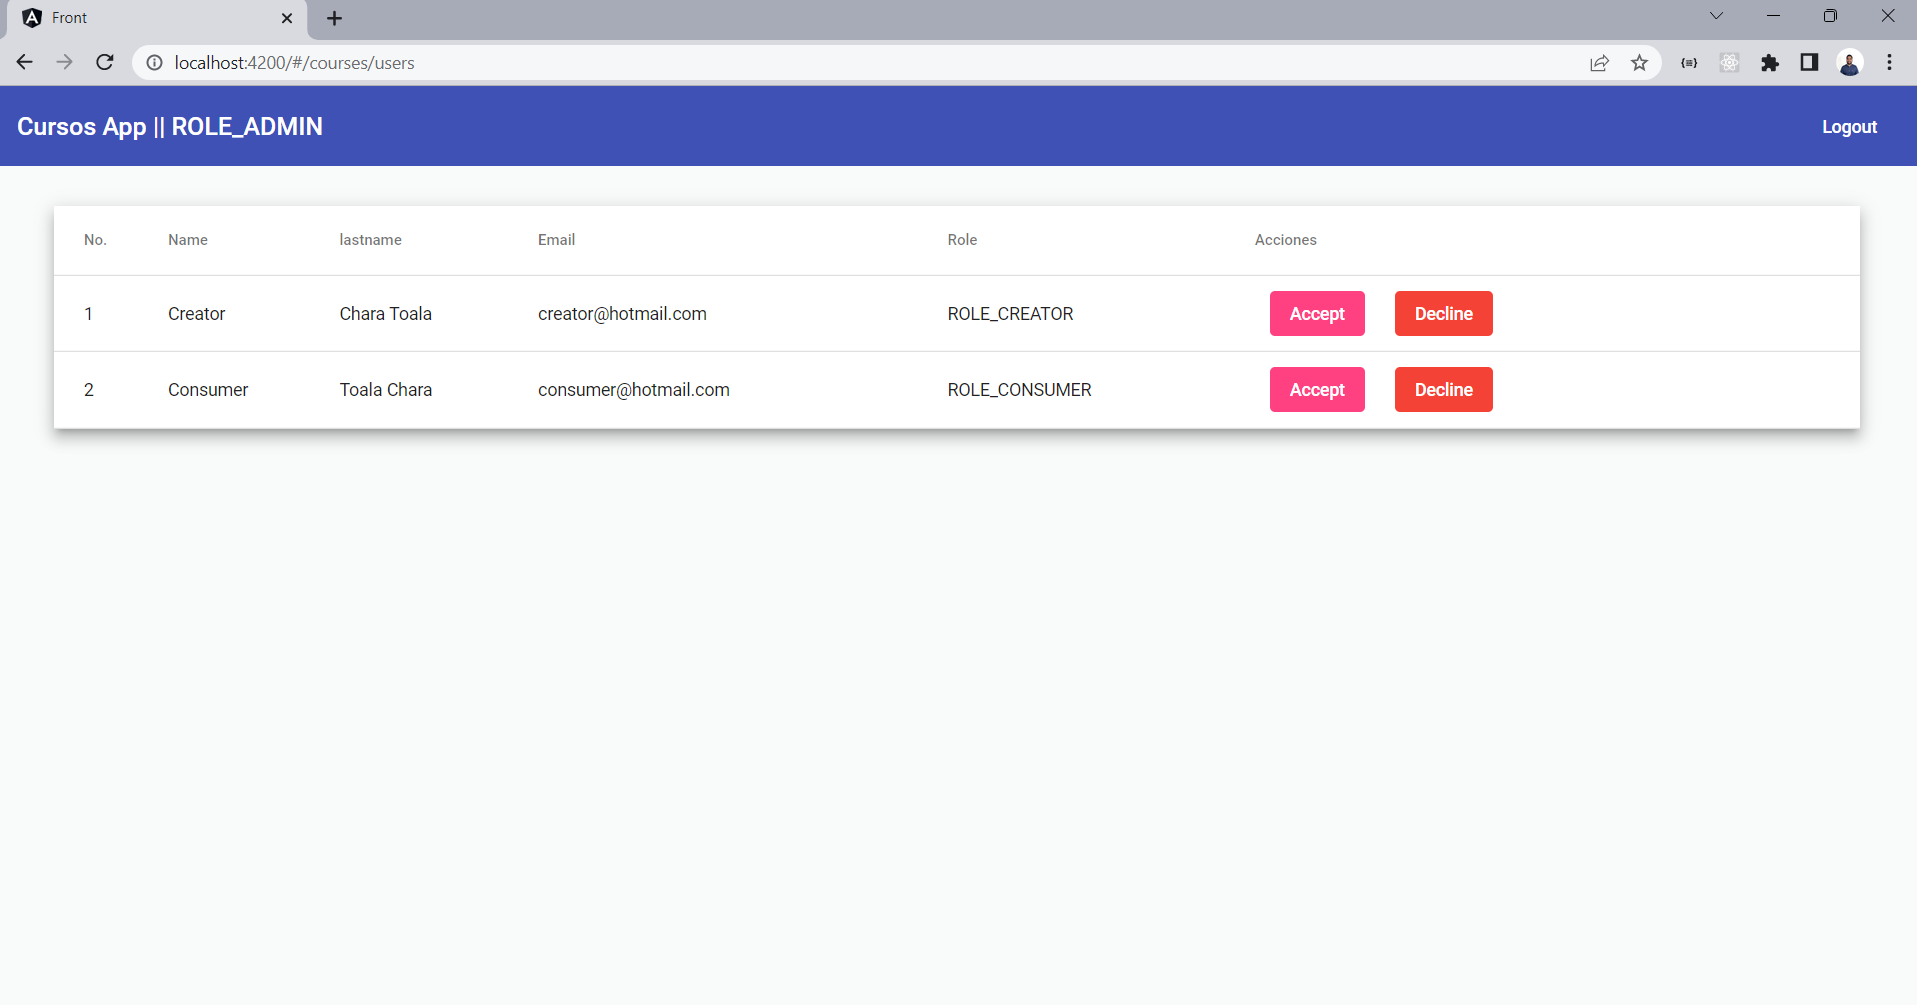 Front
localhost:4200/#/courses/users
Cursos App || ROLE_ADMIN
Logout
No. Name lastname Email Role Acciones
1 Creator Chara Toala creator@hotmail.com ROLE_CREATOR Accept Decline
2 Consumer Toala Chara consumer@hotmail.com ROLE_CONSUMER Accept Decline